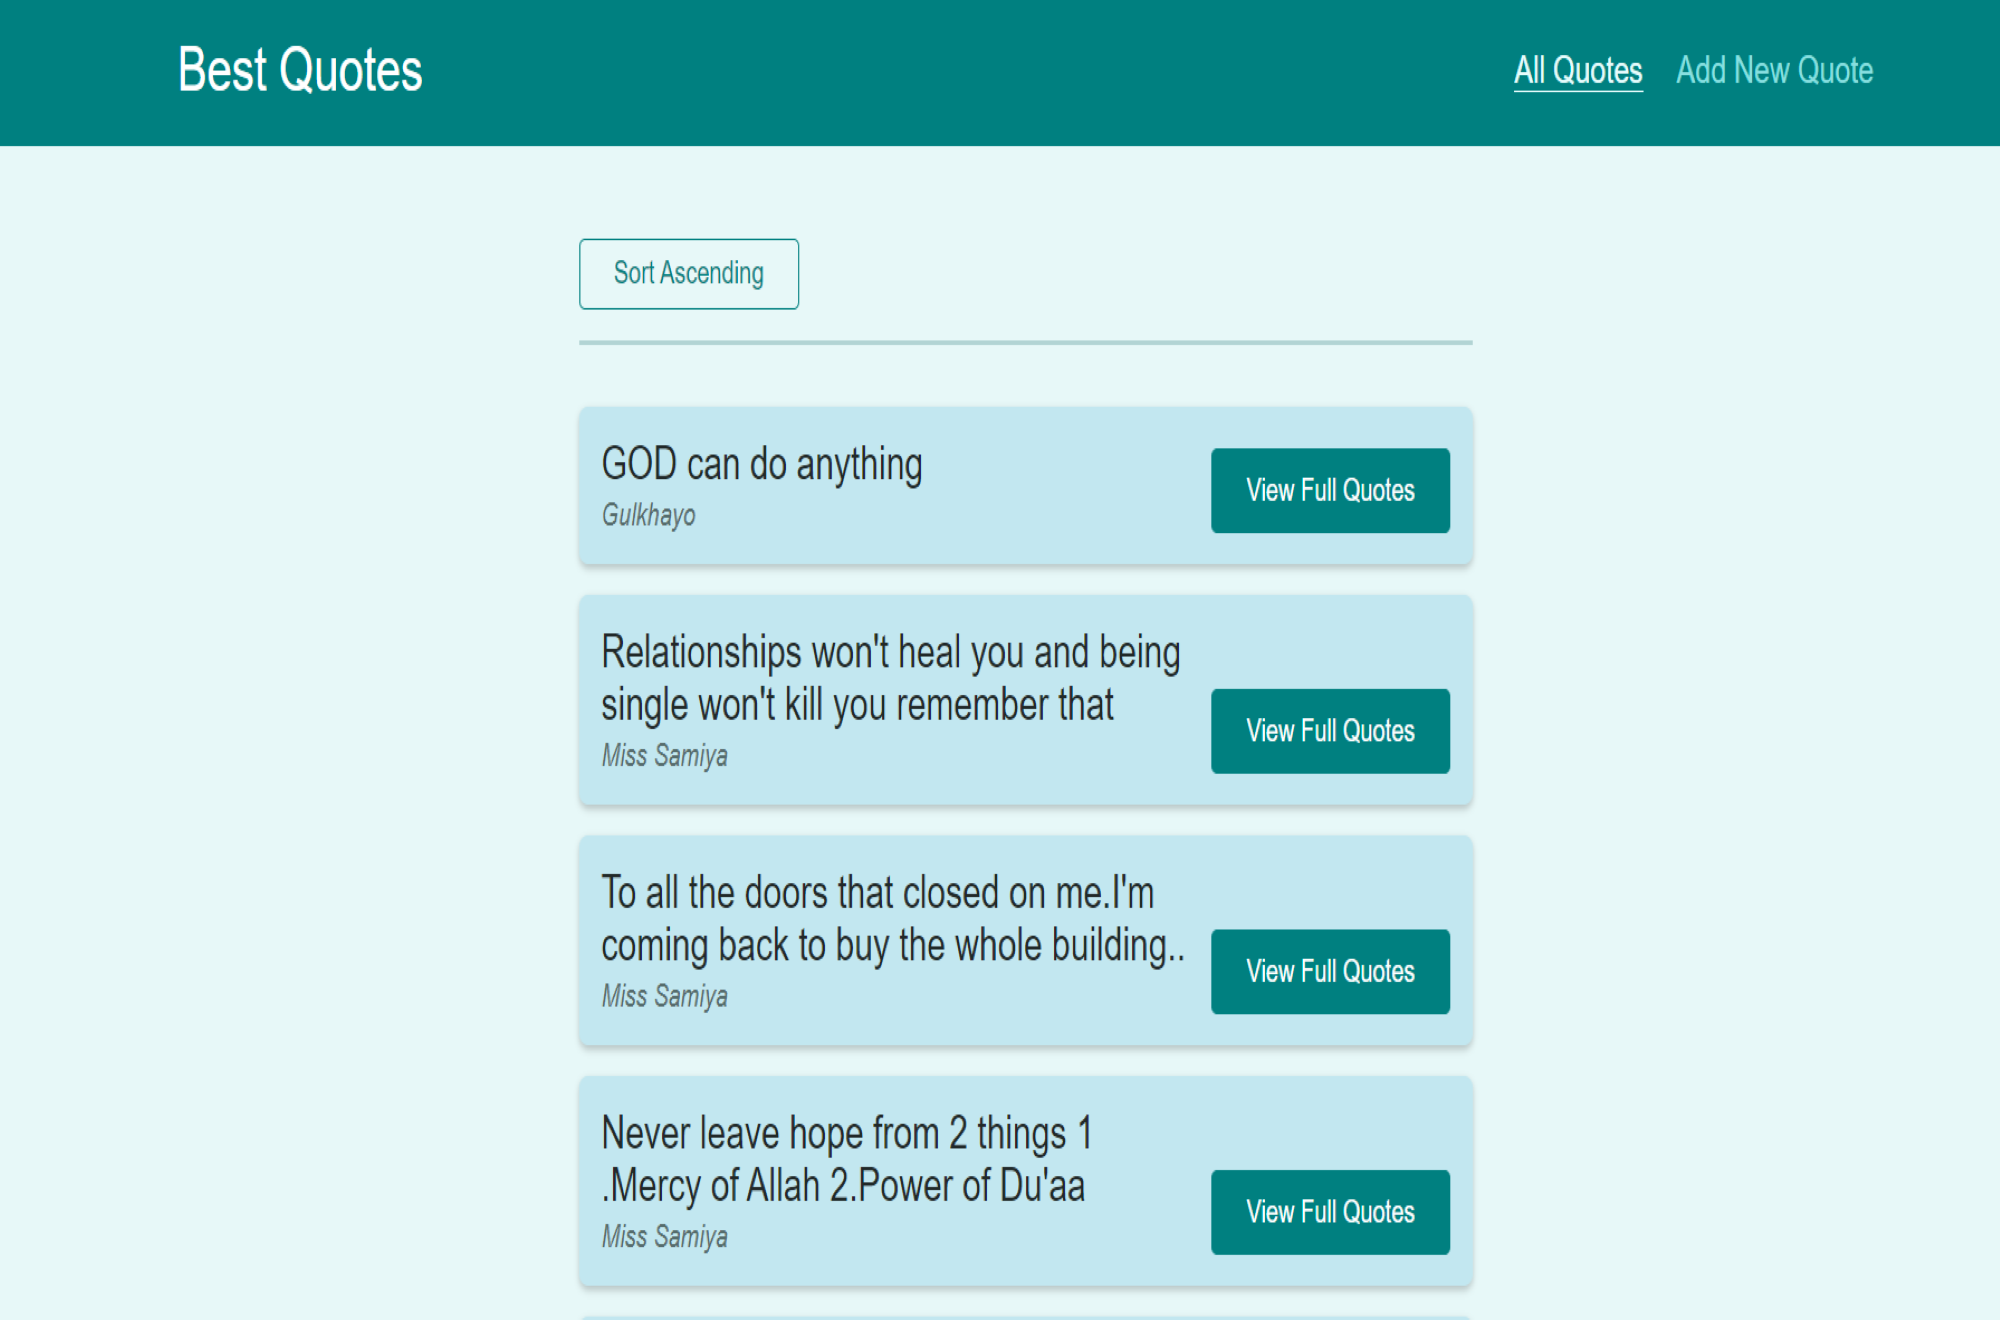 Best Quotes
All Quotes Add New Quote
Sort Ascending
GOD can do anything
Gulkhayo
View Full Quotes
Relationships won't heal you and being
single won't kill you remember that
Miss Samiya
View Full Quotes
To all the doors that closed on me.I'm
coming back to buy the whole building..
Miss Samiya
View Full Quotes
Never leave hope from 2 things 1
.Mercy of Allah 2.Power of Du'aa
Miss Samiya
View Full Quotes